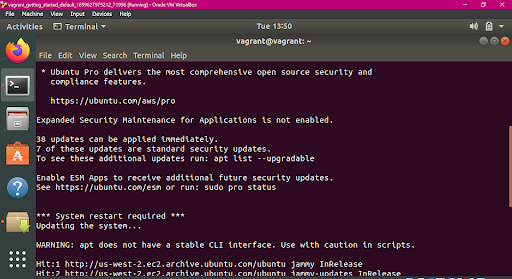 vagrant_getting_started_default_1699627975212_71996 [Running] - Oracle VM VirtualBox
File Machine View Input Devices Help
Activities Terminal Tue 13:50
vagrant@vagrant: ~
File Edit View Search Terminal Help
* Ubuntu Pro delivers the most comprehensive open source security and
compliance features.
https://ubuntu.com/aws/pro
Expanded Security Maintenance for Applications is not enabled.
38 updates can be applied immediately.
7 of these updates are standard security updates.
To see these additional updates run: apt list --upgradable
Enable ESM Apps to receive additional future security updates.
See https://ubuntu.com/esm or run: sudo pro status
*** System restart required ***
Updating the system...
WARNING: apt does not have a stable CLI interface. Use with caution in scripts.
Hit:1 http://us-west-2.ec2.archive.ubuntu.com/ubuntu jammy InRelease
Hit:2 http://us-west-2.ec2.archive.ubuntu.com/ubuntu jammy-updates InRelease